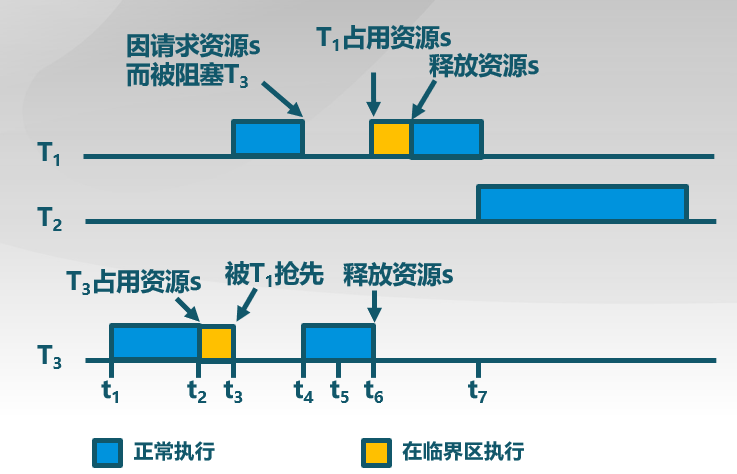 因请求资源s
而被阻塞T3
T1占用资源s
释放资源s
T1
T2
T3占用资源s
被T1抢先
释放资源s
T3
t1 t2 t3 t4 t5 t6 t7
正常执行 在临界区执行